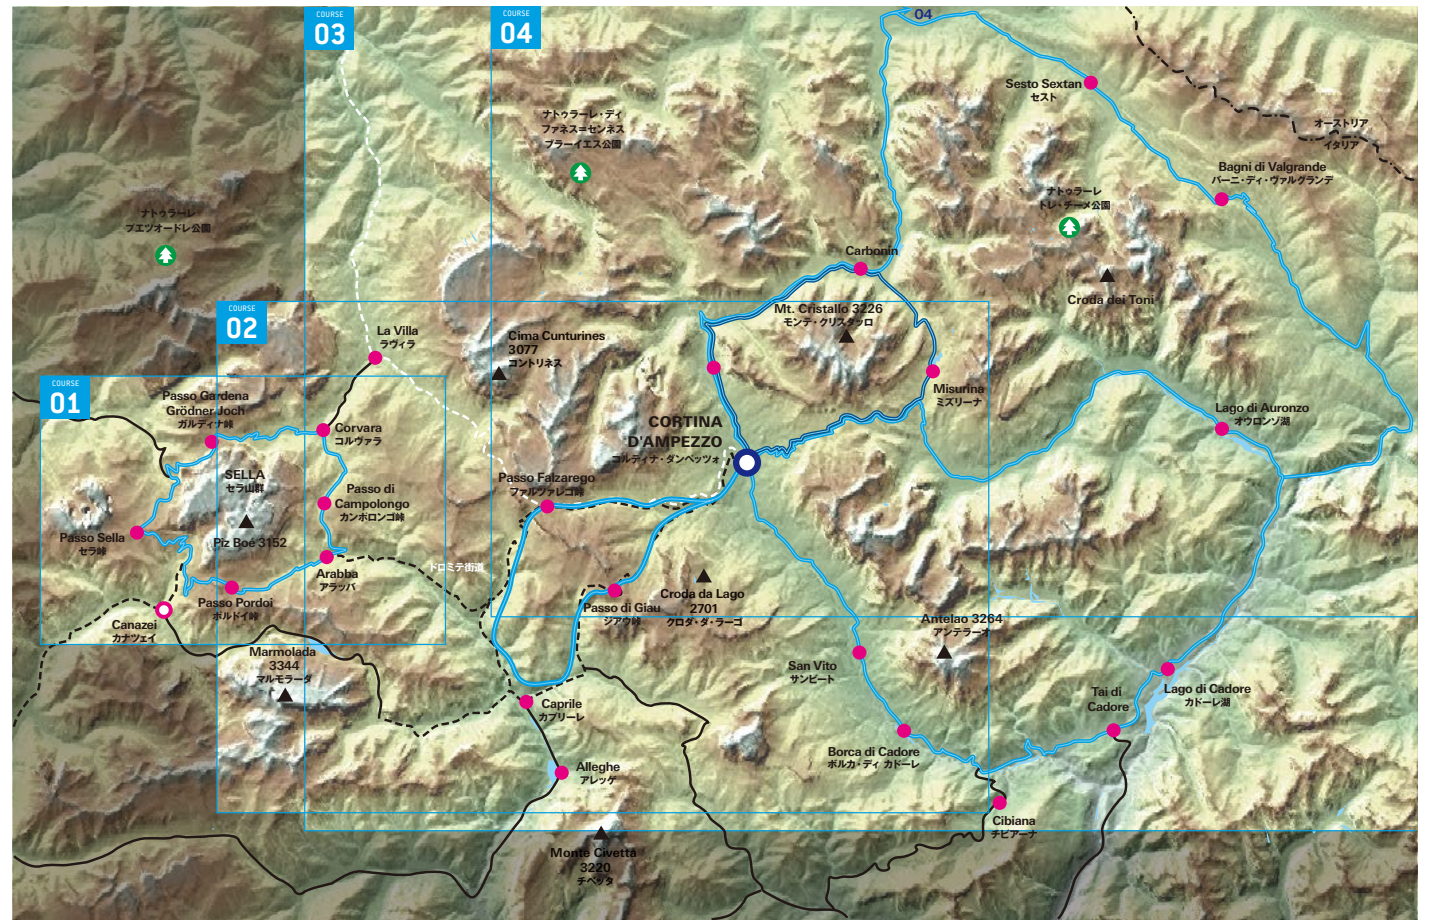 COURSE
03
COURSE
04
04
Sesto Sextan
セスト
ナトゥラーレ・ディ
ファネス=センネス
ブラーイエス公園
オーストリア
イタリア
Bagni di Valgrande
バーニ・ディ・ヴァルグランデ
ナトゥラーレ
トレ・チーメ公園
ナトゥラーレ
プエツオードレ公園
Carbonin
Croda dei Toni
COURSE
02
Mt. Cristallo 3226
モンテ・クリスタッロ
La Villa
ラヴィラ
Cima Cunturines
3077
コントリネス
COURSE
01
Passo Gardena
Grödner Joch
ガルディナ峠
Misurina
ミズリーナ
Lago di Auronzo
オウロンゾ湖
Corvara
コルヴァラ
CORTINA
D'AMPEZZO
コルティナ・ダンペッツォ
SELLA
セラ山群
Passo Falzarego
ファルツァレゴ峠
Passo di
Campolongo
カンポロンゴ峠
Passo Sella
セラ峠
Piz Boé 3152
Arabba
アラッバ
ドロミテ街道
Passo Pordoi
ポルドイ峠
Croda da Lago
2701
クロダ・ダ・ラーゴ
Passo di Giau
ジアウ峠
Canazei
カナツェイ
Antelao 3264
アンテラーオ
Marmolada
3344
マルモラーダ
San Vito
サンビート
Lago di Cadore
カドーレ湖
Tai di
Cadore
Caprile
カプリーレ
Borca di Cadore
ボルカ・ディ カドーレ
Alleghe
アレッゲ
Cibiana
チビアーナ
Monte Civetta
3220
チベッタ